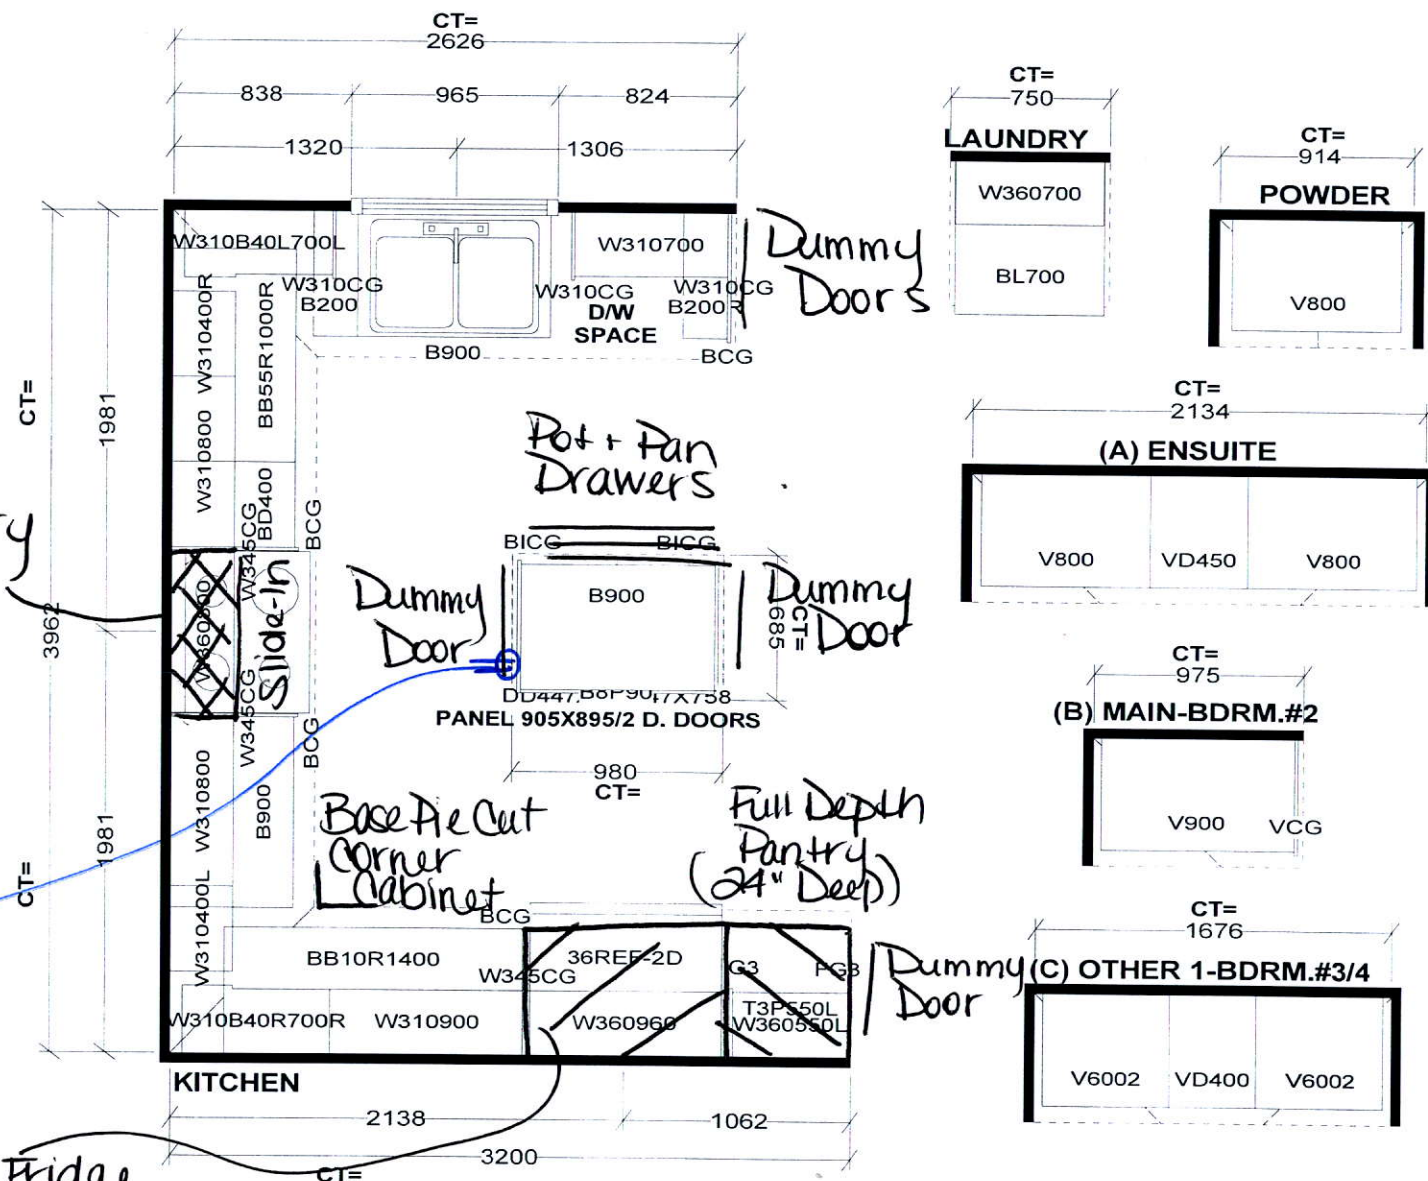 CT=
2626
838
965
824
1320
1306
W310B40L700L
W310CG
B200
W310700
W310CG
W310CG
B200R
D/W
SPACE
B900
BCG
Dummy
Doors
W310400R
BB55R1000R
W310800
BD400
W345CG
BCG
CT=
1981
3962
1981
CT=
Slide-In
W345CG
BCG
W310800
B900
W310400L
Pot + Pan
Drawers
BICG
BICG
B900
Dummy
Door
Dummy
Door
685
CT=
PANEL 905X895/2 D. DOORS
980
CT=
Base Pie Cut
Corner
Cabinet
Full Depth
Pantry
(24" Deep)
BCG
BB10R1400
W345CG
36REF-2D
W310B40R700R
W310900
W360960
T3P550L
W360550L
Dummy
Door
KITCHEN
2138
1062
3200
CT=
Fridge
CT=
750
LAUNDRY
W360700
BL700
CT=
914
POWDER
V800
CT=
2134
(A) ENSUITE
V800
VD450
V800
CT=
975
(B) MAIN-BDRM.#2
V900
VCG
CT=
1676
(C) OTHER 1-BDRM.#3/4
V6002
VD400
V6002